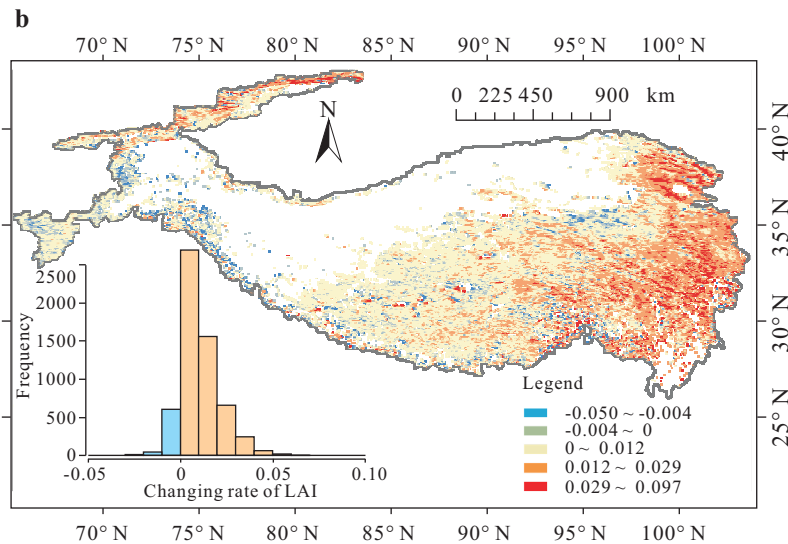 b
70° N 75° N 80° N 85° N 90° N 95° N 100° N
0 225 450 900 km
N
40° N
35° N
30° N
25° N
2500
2000
1500
1000
500
0
Frequency
-0.05 0 0.05 0.10
Changing rate of LAI
Legend
-0.050 ~ -0.004
-0.004 ~ 0
0 ~ 0.012
0.012 ~ 0.029
0.029 ~ 0.097
70° N 75° N 80° N 85° N 90° N 95° N 100° N